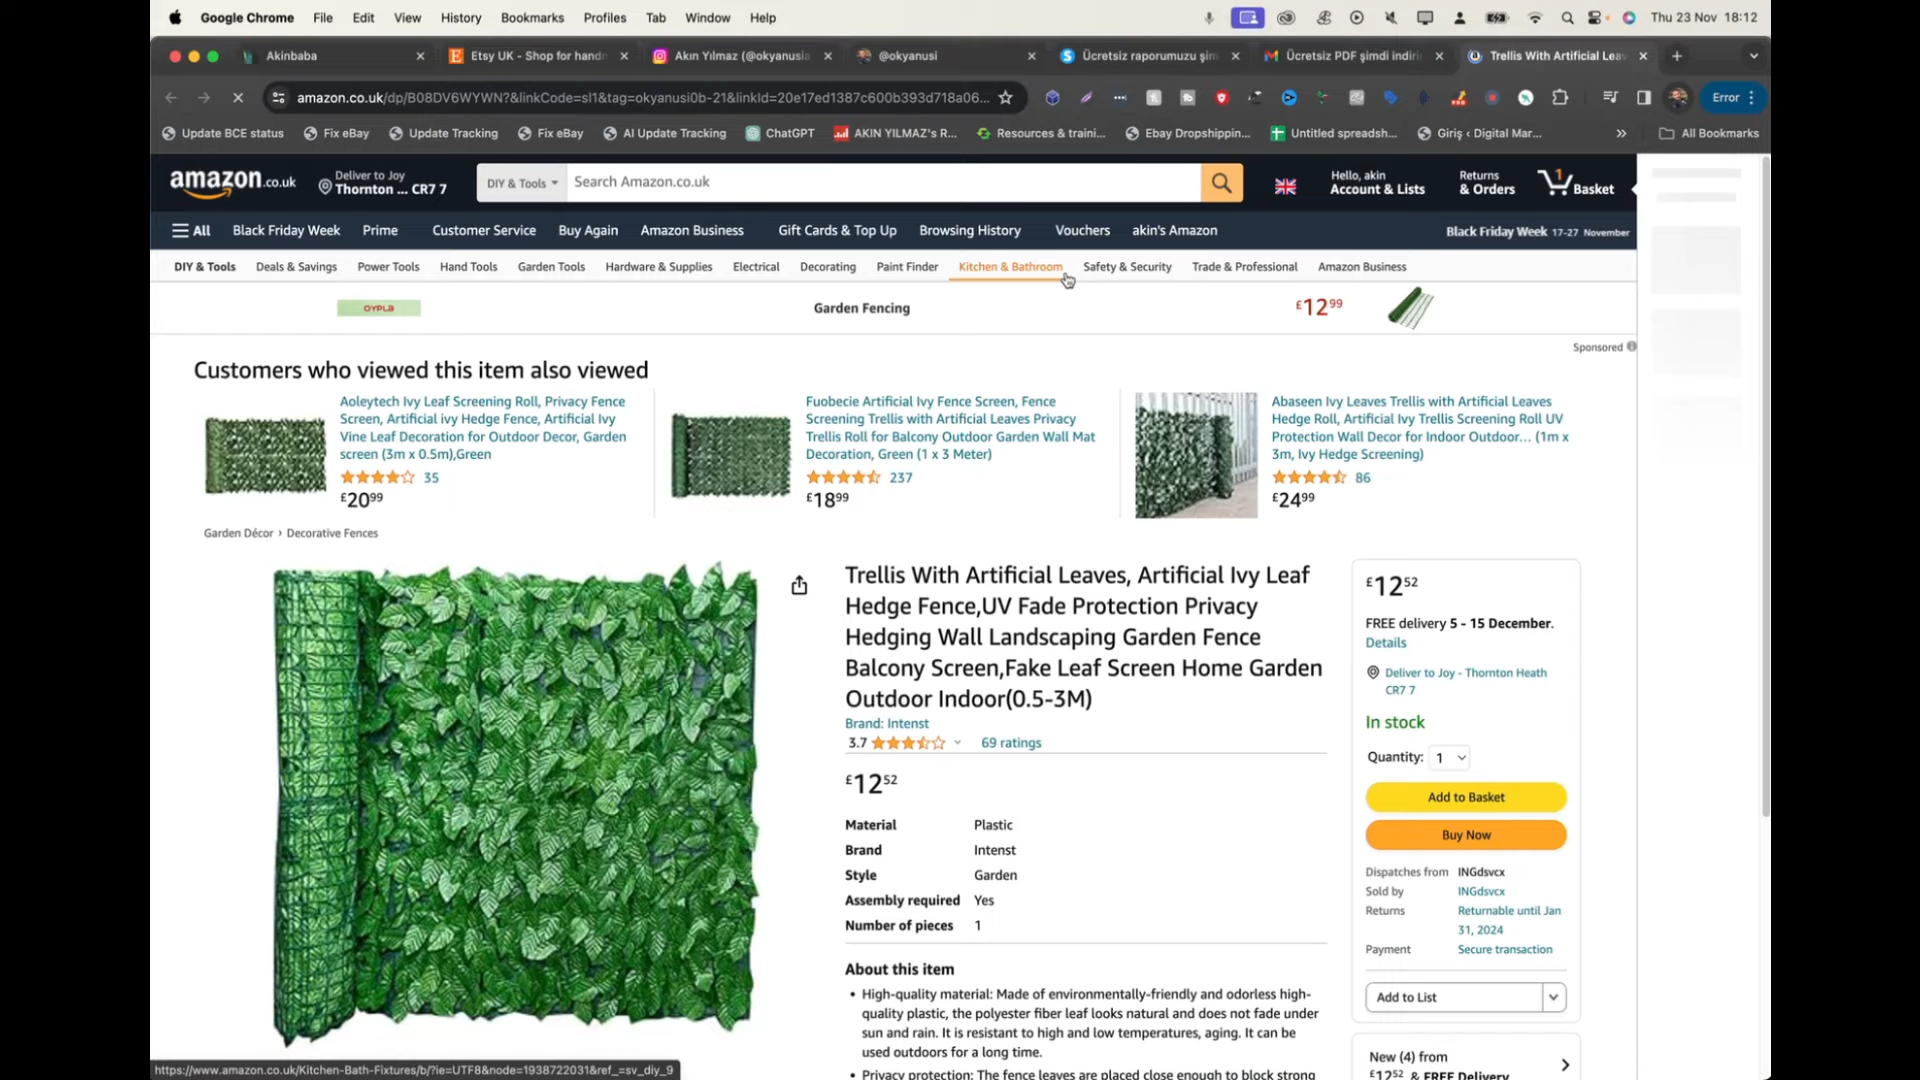 Google Chrome File Edit View History Bookmarks Profiles Tab Window Help Thu 23 Nov 18:12
Akinbaba Etsy UK - Shop for handm Akın Yılmaz (@okyanusia @okyanusi Ücretsiz raporumuzu şim Ücretsiz PDF şimdi indiri Trellis With Artificial Leav
amazon.co.uk/dp/B08DV6WYWN?&linkCode=sl1&tag=okyanusi0b-21&linkId=20e17ed1387c600b393d718a06... Error
Update BCE status Fix eBay Update Tracking Fix eBay AI Update Tracking ChatGPT AKIN YILMAZ's R... Resources & traini... Ebay Dropshippin... Untitled spreadsh... Giriş ‹ Digital Mar... » All Bookmarks
amazon.co.uk Deliver to Joy Thornton ... CR7 7 DIY & Tools Search Amazon.co.uk Hello, akin Account & Lists Returns & Orders 1 Basket
All Black Friday Week Prime Customer Service Buy Again Amazon Business Gift Cards & Top Up Browsing History Vouchers akin's Amazon Black Friday Week 17-27 November
DIY & Tools Deals & Savings Power Tools Hand Tools Garden Tools Hardware & Supplies Electrical Decorating Paint Finder Kitchen & Bathroom Safety & Security Trade & Professional Amazon Business
OYPLA Garden Fencing £12 99
Sponsored
Customers who viewed this item also viewed
Aoleytech Ivy Leaf Screening Roll, Privacy Fence
Screen, Artificial ivy Hedge Fence, Artificial Ivy
Vine Leaf Decoration for Outdoor Decor, Garden
screen (3m x 0.5m),Green
35
£20 99
Fuobecie Artificial Ivy Fence Screen, Fence
Screening Trellis with Artificial Leaves Privacy
Trellis Roll for Balcony Outdoor Garden Wall Mat
Decoration, Green (1 x 3 Meter)
237
£18 99
Abaseen Ivy Leaves Trellis with Artificial Leaves
Hedge Roll, Artificial Ivy Trellis Screening Roll UV
Protection Wall Decor for Indoor Outdoor... (1m x
3m, Ivy Hedge Screening)
86
£24 99
Garden Décor › Decorative Fences
Trellis With Artificial Leaves, Artificial Ivy Leaf
Hedge Fence,UV Fade Protection Privacy
Hedging Wall Landscaping Garden Fence
Balcony Screen,Fake Leaf Screen Home Garden
Outdoor Indoor(0.5-3M)
Brand: Intenst
3.7 69 ratings
£12 52
Material Plastic
Brand Intenst
Style Garden
Assembly required Yes
Number of pieces 1
About this item
• High-quality material: Made of environmentally-friendly and odorless high-
quality plastic, the polyester fiber leaf looks natural and does not fade under
sun and rain. It is resistant to high and low temperatures, aging. It can be
used outdoors for a long time.
• Privacy protection: The fence leaves are placed close enough to block strong
£12 52
FREE delivery 5 - 15 December.
Details
Deliver to Joy - Thornton Heath
CR7 7
In stock
Quantity: 1
Add to Basket
Buy Now
Dispatches from INGdsvcx
Sold by INGdsvcx
Returns Returnable until Jan
31, 2024
Payment Secure transaction
Add to List
New (4) from
£12 52 & FREE Delivery
https://www.amazon.co.uk/Kitchen-Bath-Fixtures/b/?ie=UTF8&node=1938722031&ref_=sv_diy_9